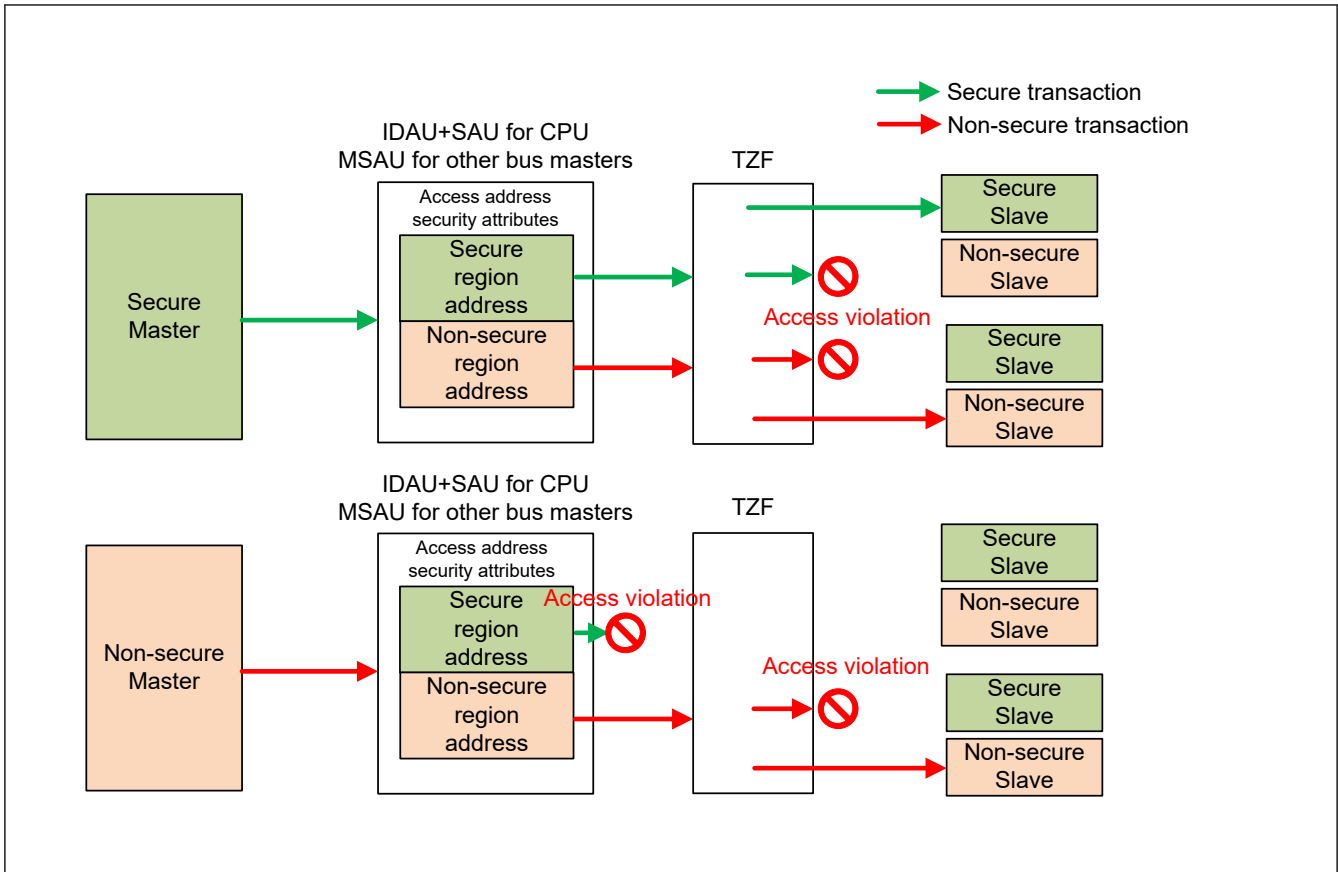 Secure transaction
Non-secure transaction
IDAU+SAU for CPU
MSAU for other bus masters
TZF
Access address
security attributes
Secure
region
address
Non-secure
region
address
Secure
Master
Access violation
Secure
Slave
Non-secure
Slave
Secure
Slave
Non-secure
Slave
IDAU+SAU for CPU
MSAU for other bus masters
TZF
Access address
security attributes
Secure
region
address
Access violation
Non-secure
region
address
Non-secure
Master
Access violation
Secure
Slave
Non-secure
Slave
Secure
Slave
Non-secure
Slave